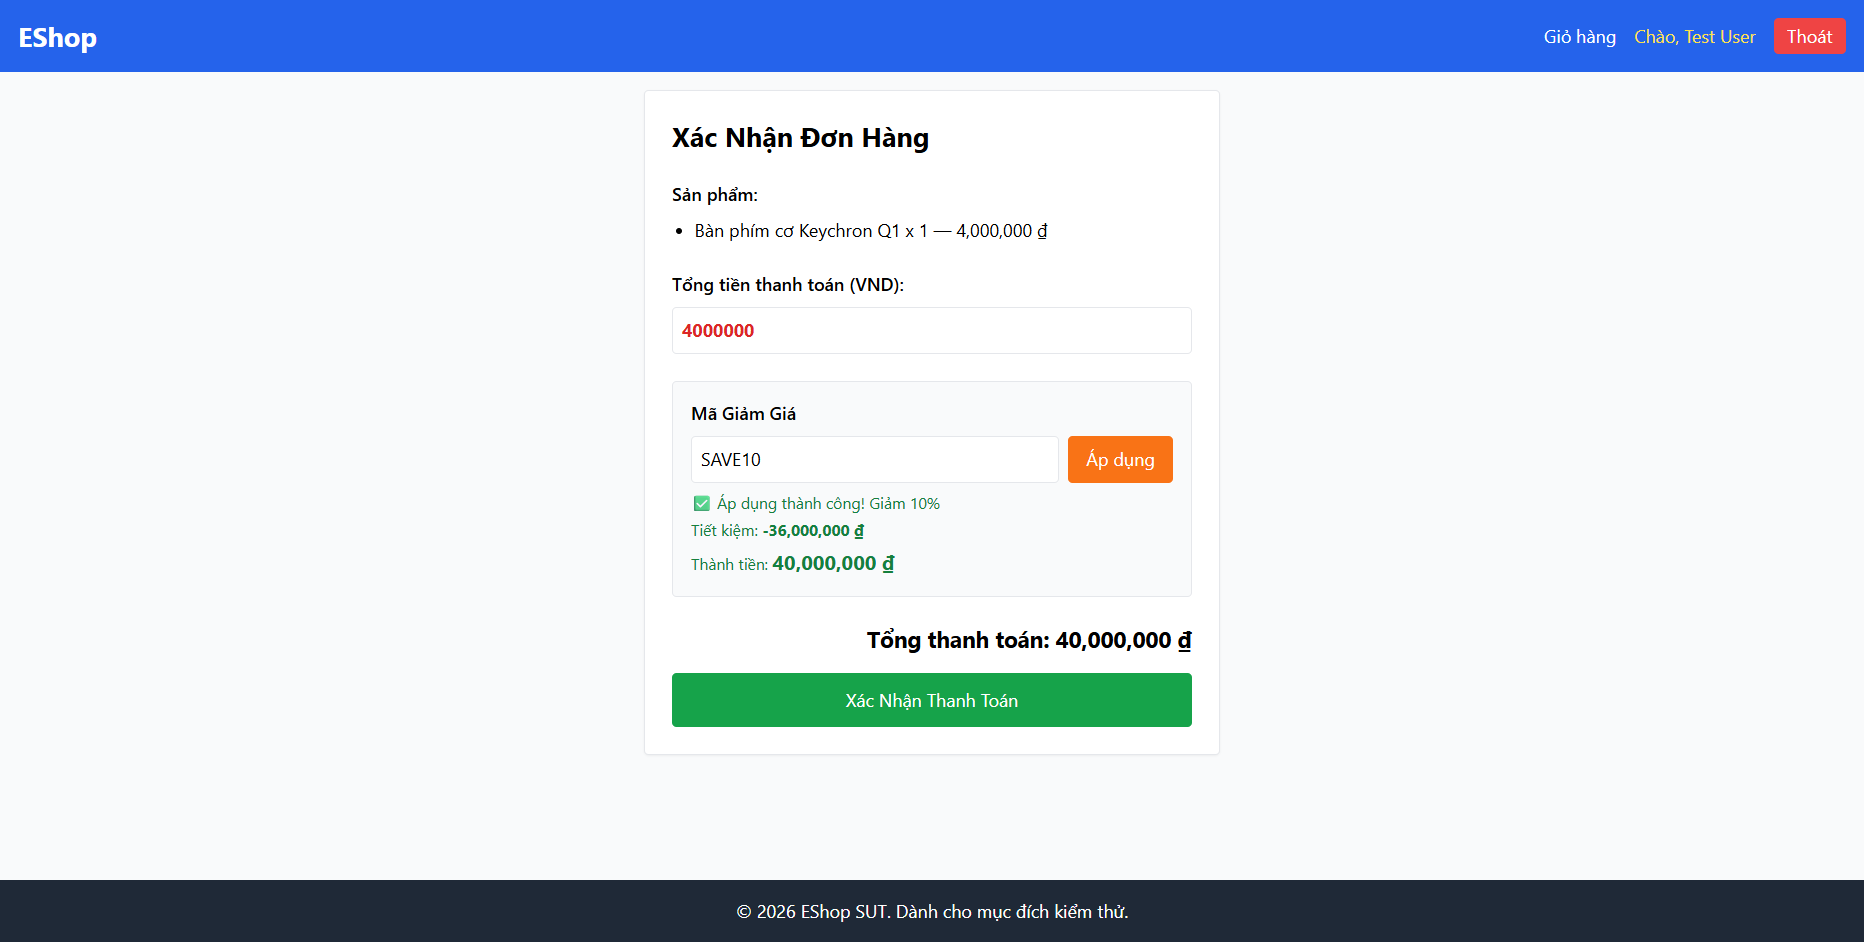 EShop
Giỏ hàng
Chào, Test User
Thoát
Xác Nhận Đơn Hàng
Sản phẩm:
Bàn phím cơ Keychron Q1 x 1 — 4,000,000 ₫
Tổng tiền thanh toán (VND):
4000000
Mã Giảm Giá
SAVE10
Áp dụng
✅ Áp dụng thành công! Giảm 10%
Tiết kiệm: -36,000,000 ₫
Thành tiền: 40,000,000 ₫
Tổng thanh toán: 40,000,000 ₫
Xác Nhận Thanh Toán
© 2026 EShop SUT. Dành cho mục đích kiểm thử.